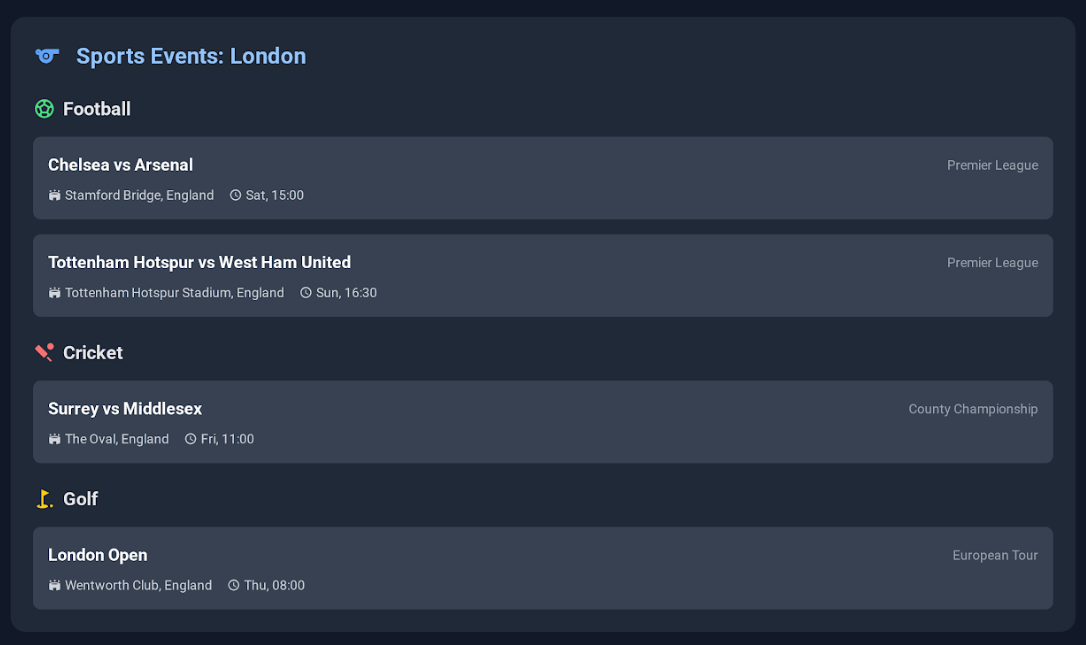 Sports Events: London
Football
Chelsea vs Arsenal
Premier League
Stamford Bridge, England Sat, 15:00
Tottenham Hotspur vs West Ham United
Premier League
Tottenham Hotspur Stadium, England Sun, 16:30
Cricket
Surrey vs Middlesex
County Championship
The Oval, England Fri, 11:00
Golf
London Open
European Tour
Wentworth Club, England Thu, 08:00